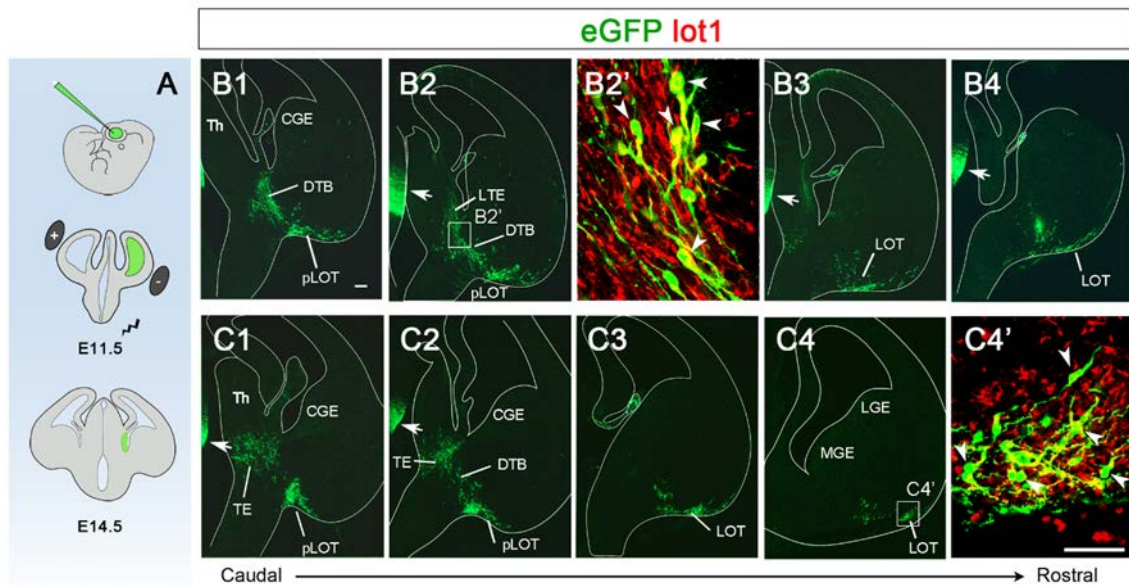 eGFP lot1
A
+
-
E11.5
E14.5
B1
Th
CGE
DTB
pLOT
B2
LTE
B2'
DTB
pLOT
B2'
B3
LOT
B4
LOT
C1
Th
CGE
TE
pLOT
C2
CGE
TE
DTB
pLOT
C3
LOT
C4
LGE
MGE
C4'
LOT
C4'
Caudal
Rostral